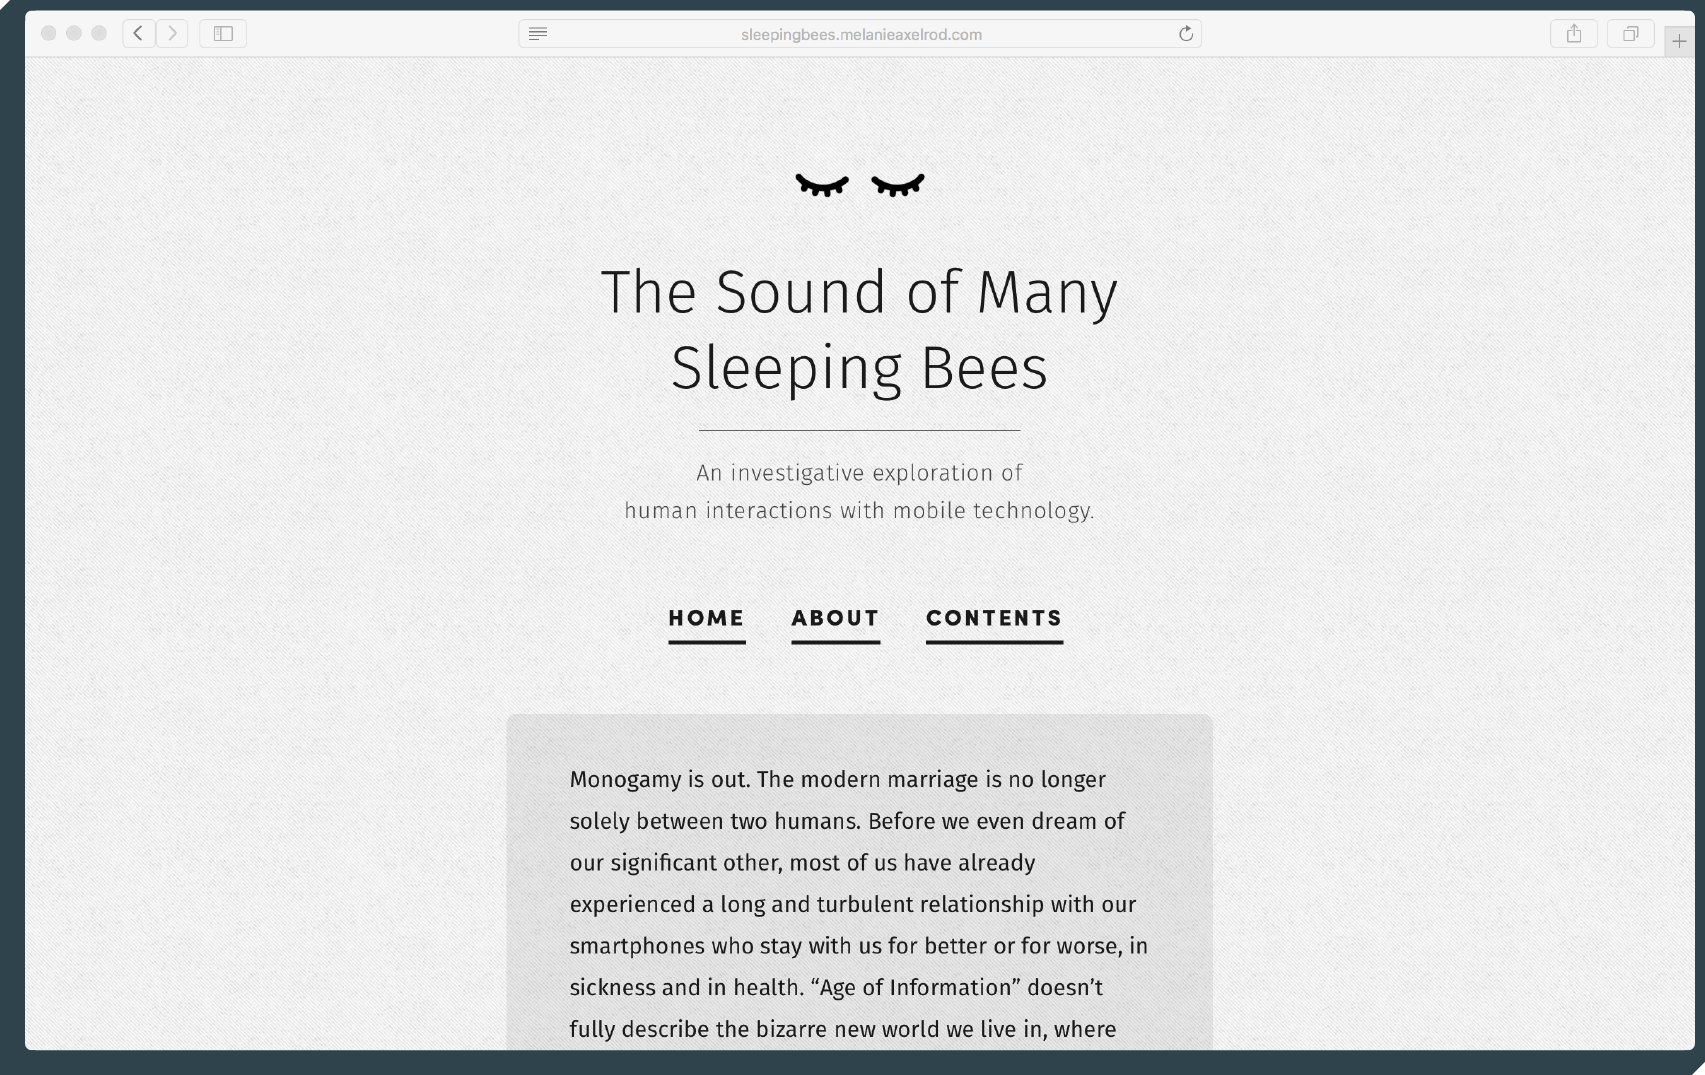 sleepingbees.melanieaxelrod.com
The Sound of Many
Sleeping Bees
An investigative exploration of
human interactions with mobile technology.
HOME ABOUT CONTENTS
Monogamy is out. The modern marriage is no longer
solely between two humans. Before we even dream of
our significant other, most of us have already
experienced a long and turbulent relationship with our
smartphones who stay with us for better or for worse, in
sickness and in health. “Age of Information” doesn’t
fully describe the bizarre new world we live in, where